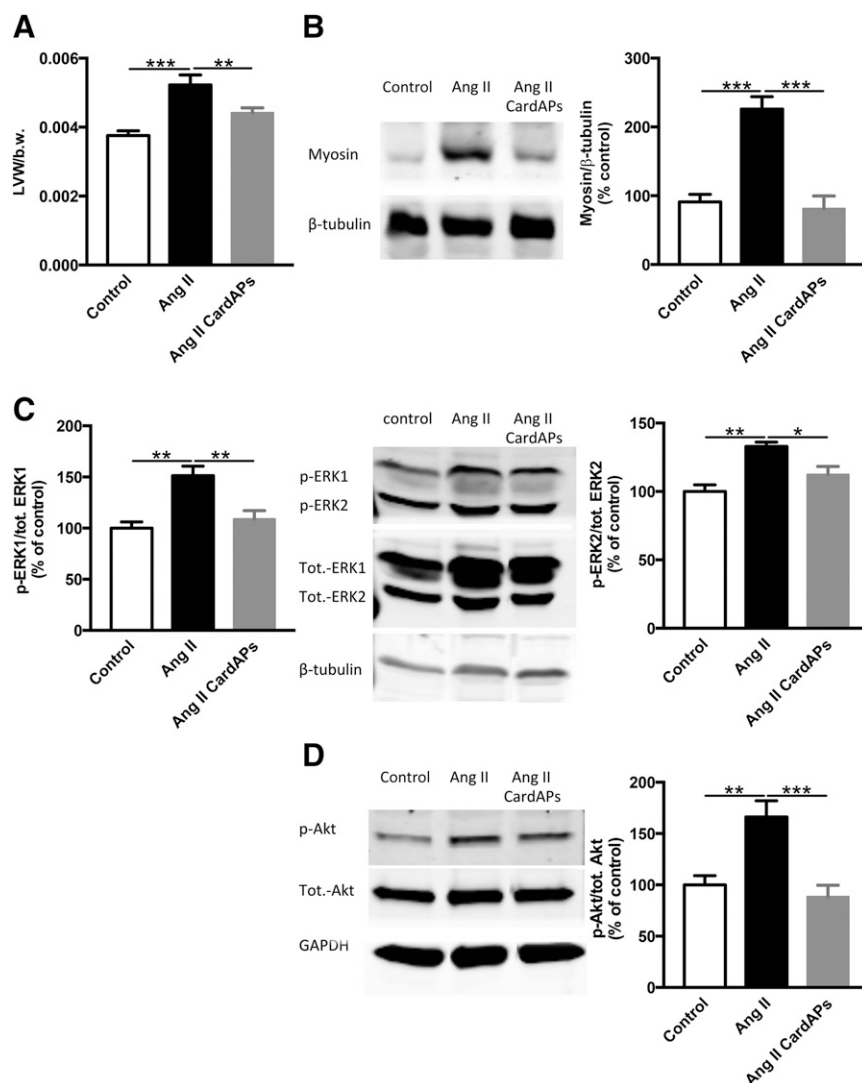 A
***
**
0.006
0.004
0.002
0.000
LVW/b.w.
Control
Ang II
Ang II CardAPs
B
Control
Ang II
Ang II
CardAPs
Myosin
β-tubulin
***
***
300
200
100
0
Myosin/β-tubulin
(% control)
Control
Ang II
Ang II CardAPs
C
**
**
200
150
100
50
0
p-ERK1/tot. ERK1
(% of control)
Control
Ang II
Ang II CardAPs
control
Ang II
Ang II
CardAPs
p-ERK1
p-ERK2
Tot.-ERK1
Tot.-ERK2
β-tubulin
**
*
150
100
50
0
p-ERK2/tot. ERK2
(% of control)
Control
Ang II
Ang II CardAPs
D
Control
Ang II
Ang II
CardAPs
p-Akt
Tot.-Akt
GAPDH
**
***
200
150
100
50
0
p-Akt/tot. Akt
(% of control)
Control
Ang II
Ang II CardAPs